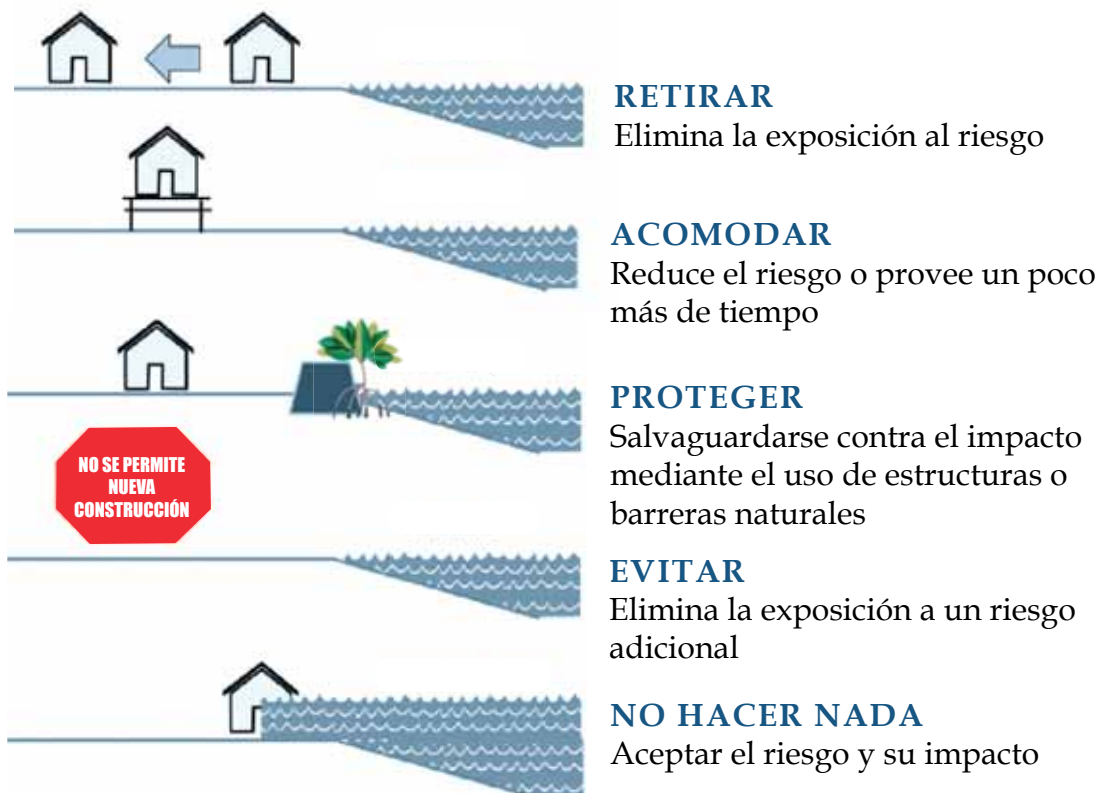 RETIRAR
Elimina la exposición al riesgo
ACOMODAR
Reduce el riesgo o provee un poco
más de tiempo
PROTEGER
Salvaguardarse contra el impacto
mediante el uso de estructuras o
barreras naturales
NO SE PERMITE
NUEVA
CONSTRUCCIÓN
EVITAR
Elimina la exposición a un riesgo
adicional
NO HACER NADA
Aceptar el riesgo y su impacto